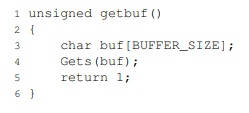 1 unsigned getbuf()
2 {
3     char buf[BUFFER_SIZE];
4     Gets(buf);
5     return 1;
6 }